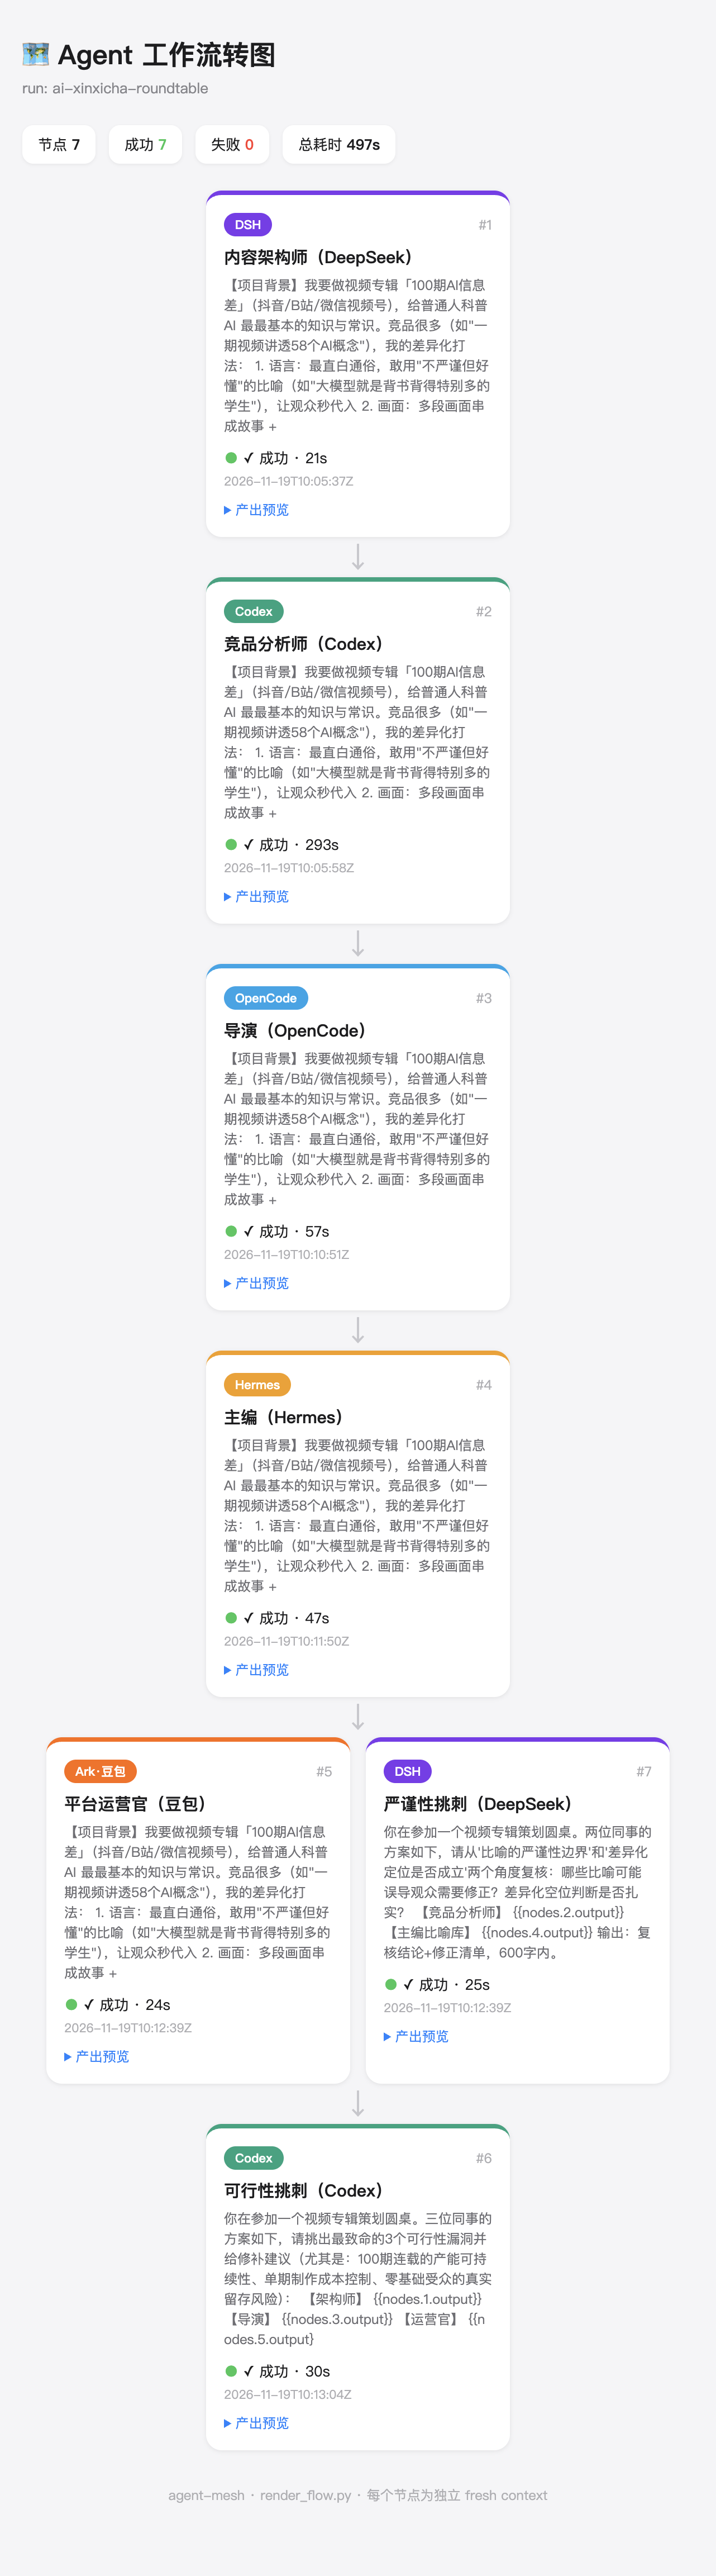 🗺️ Agent 工作流转图
run: ai-xinxicha-roundtable
节点 7 成功 7 失败 0 总耗时 497s
DSH #1
内容架构师（DeepSeek）
【项目背景】我要做视频专辑「100期AI信息
差」（抖音/B站/微信视频号），给普通人科普
AI 最最基本的知识与常识。竞品很多（如"一
期视频讲透58个AI概念"），我的差异化打
法： 1. 语言：最直白通俗，敢用"不严谨但好
懂"的比喻（如"大模型就是背书背得特别多的
学生"），让观众秒代入 2. 画面：多段画面串
成故事 +
✓ 成功 · 21s
2026-11-19T10:05:37Z
▶ 产出预览
↓
Codex #2
竞品分析师（Codex）
【项目背景】我要做视频专辑「100期AI信息
差」（抖音/B站/微信视频号），给普通人科普
AI 最最基本的知识与常识。竞品很多（如"一
期视频讲透58个AI概念"），我的差异化打
法： 1. 语言：最直白通俗，敢用"不严谨但好
懂"的比喻（如"大模型就是背书背得特别多的
学生"），让观众秒代入 2. 画面：多段画面串
成故事 +
✓ 成功 · 293s
2026-11-19T10:05:58Z
▶ 产出预览
↓
OpenCode #3
导演（OpenCode）
【项目背景】我要做视频专辑「100期AI信息
差」（抖音/B站/微信视频号），给普通人科普
AI 最最基本的知识与常识。竞品很多（如"一
期视频讲透58个AI概念"），我的差异化打
法： 1. 语言：最直白通俗，敢用"不严谨但好
懂"的比喻（如"大模型就是背书背得特别多的
学生"），让观众秒代入 2. 画面：多段画面串
成故事 +
✓ 成功 · 57s
2026-11-19T10:10:51Z
▶ 产出预览
↓
Hermes #4
主编（Hermes）
【项目背景】我要做视频专辑「100期AI信息
差」（抖音/B站/微信视频号），给普通人科普
AI 最最基本的知识与常识。竞品很多（如"一
期视频讲透58个AI概念"），我的差异化打
法： 1. 语言：最直白通俗，敢用"不严谨但好
懂"的比喻（如"大模型就是背书背得特别多的
学生"），让观众秒代入 2. 画面：多段画面串
成故事 +
✓ 成功 · 47s
2026-11-19T10:11:50Z
▶ 产出预览
↓
Ark·豆包 #5
平台运营官（豆包）
【项目背景】我要做视频专辑「100期AI信息
差」（抖音/B站/微信视频号），给普通人科普
AI 最最基本的知识与常识。竞品很多（如"一
期视频讲透58个AI概念"），我的差异化打
法： 1. 语言：最直白通俗，敢用"不严谨但好
懂"的比喻（如"大模型就是背书背得特别多的
学生"），让观众秒代入 2. 画面：多段画面串
成故事 +
✓ 成功 · 24s
2026-11-19T10:12:39Z
▶ 产出预览
DSH #7
严谨性挑刺（DeepSeek）
你在参加一个视频专辑策划圆桌。两位同事的
方案如下，请从'比喻的严谨性边界'和'差异化
定位是否成立'两个角度复核：哪些比喻可能
误导观众需要修正？差异化空位判断是否扎
实？ 【竞品分析师】 {{nodes.2.output}}
【主编比喻库】 {{nodes.4.output}} 输出：复
核结论+修正清单，600字内。
✓ 成功 · 25s
2026-11-19T10:12:39Z
▶ 产出预览
↓
Codex #6
可行性挑刺（Codex）
你在参加一个视频专辑策划圆桌。三位同事的
方案如下，请挑出最致命的3个可行性漏洞并
给修补建议（尤其是：100期连载的产能可持
续性、单期制作成本控制、零基础受众的真实
留存风险）： 【架构师】 {{nodes.1.output}}
【导演】 {{nodes.3.output}} 【运营官】 {{n
odes.5.output}
✓ 成功 · 30s
2026-11-19T10:13:04Z
▶ 产出预览
agent-mesh · render_flow.py · 每个节点为独立 fresh context